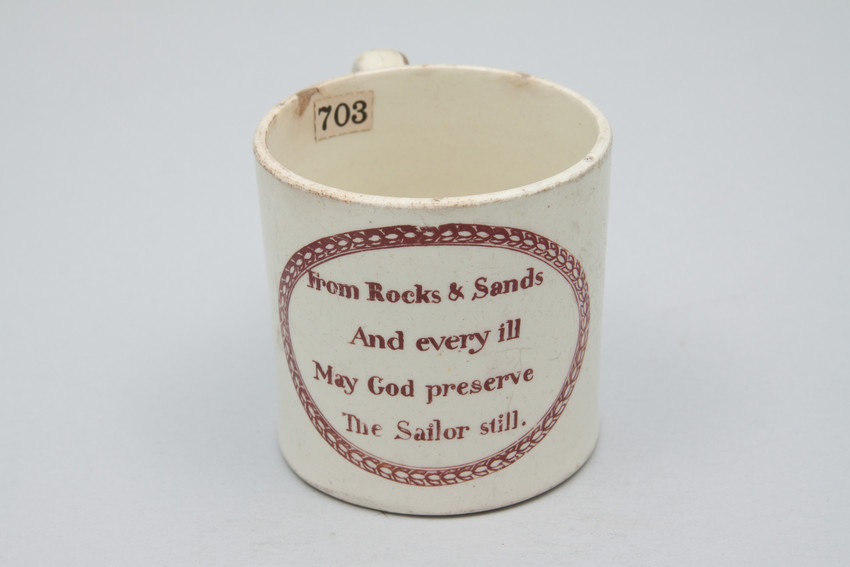 703
From Rocks & Sands
And every ill
May God preserve
The Sailor still.